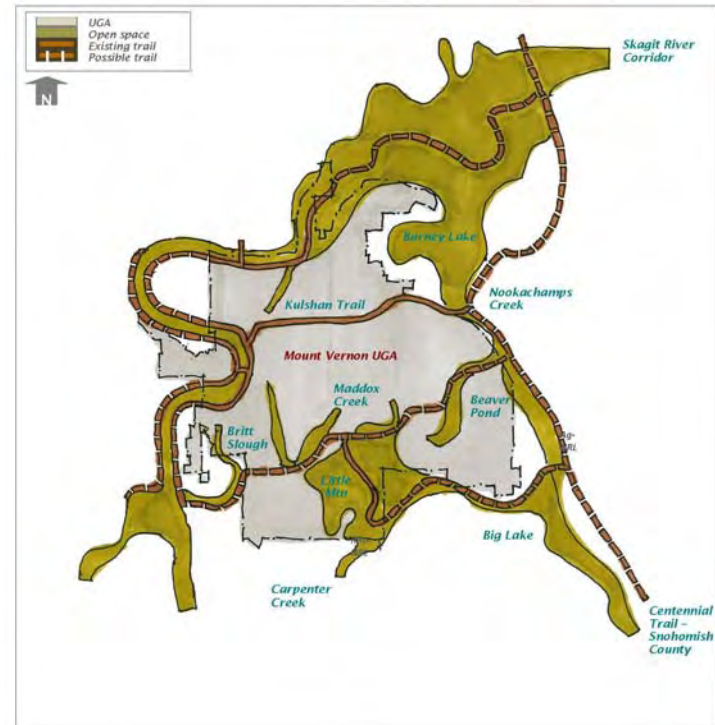 UGA
Open space
Existing trail
Possible trail
N
Skagit River
Corridor
Barney Lake
Nookachamps
Creek
Kulshan Trail
Mount Vernon UGA
Maddox
Creek
Beaver
Pond
Britt
Slough
Little
Mtn
Big Lake
Carpenter
Creek
Centennial
Trail –
Snohomish
County